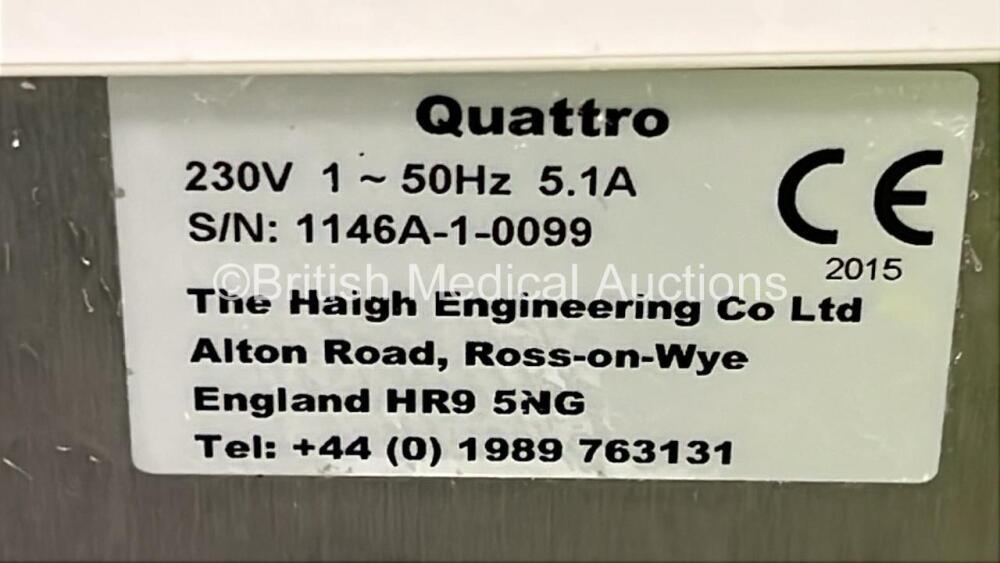 Quattro
230V 1 ~ 50Hz 5.1A
S/N: 1146A-1-0099
CE
2015
©British Medical Auctions
The Haigh Engineering Co Ltd
Alton Road, Ross-on-Wye
England HR9 5NG
Tel: +44 (0) 1989 763131